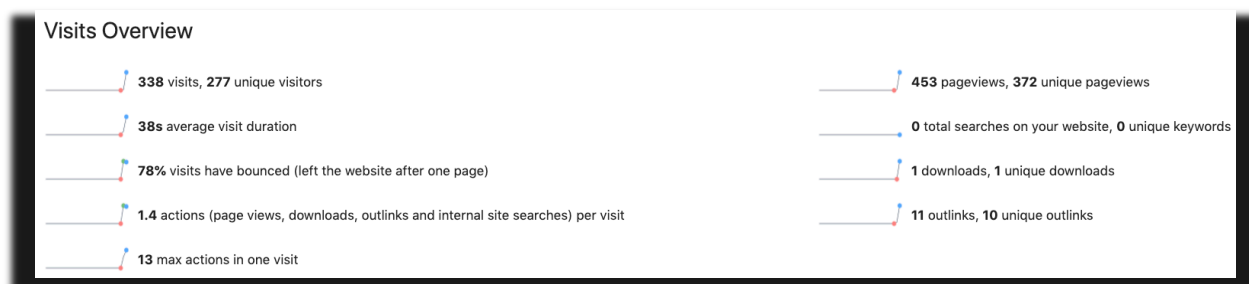 Visits Overview
338 visits, 277 unique visitors
38s average visit duration
78% visits have bounced (left the website after one page)
1.4 actions (page views, downloads, outlinks and internal site searches) per visit
13 max actions in one visit
453 pageviews, 372 unique pageviews
0 total searches on your website, 0 unique keywords
1 downloads, 1 unique downloads
11 outlinks, 10 unique outlinks